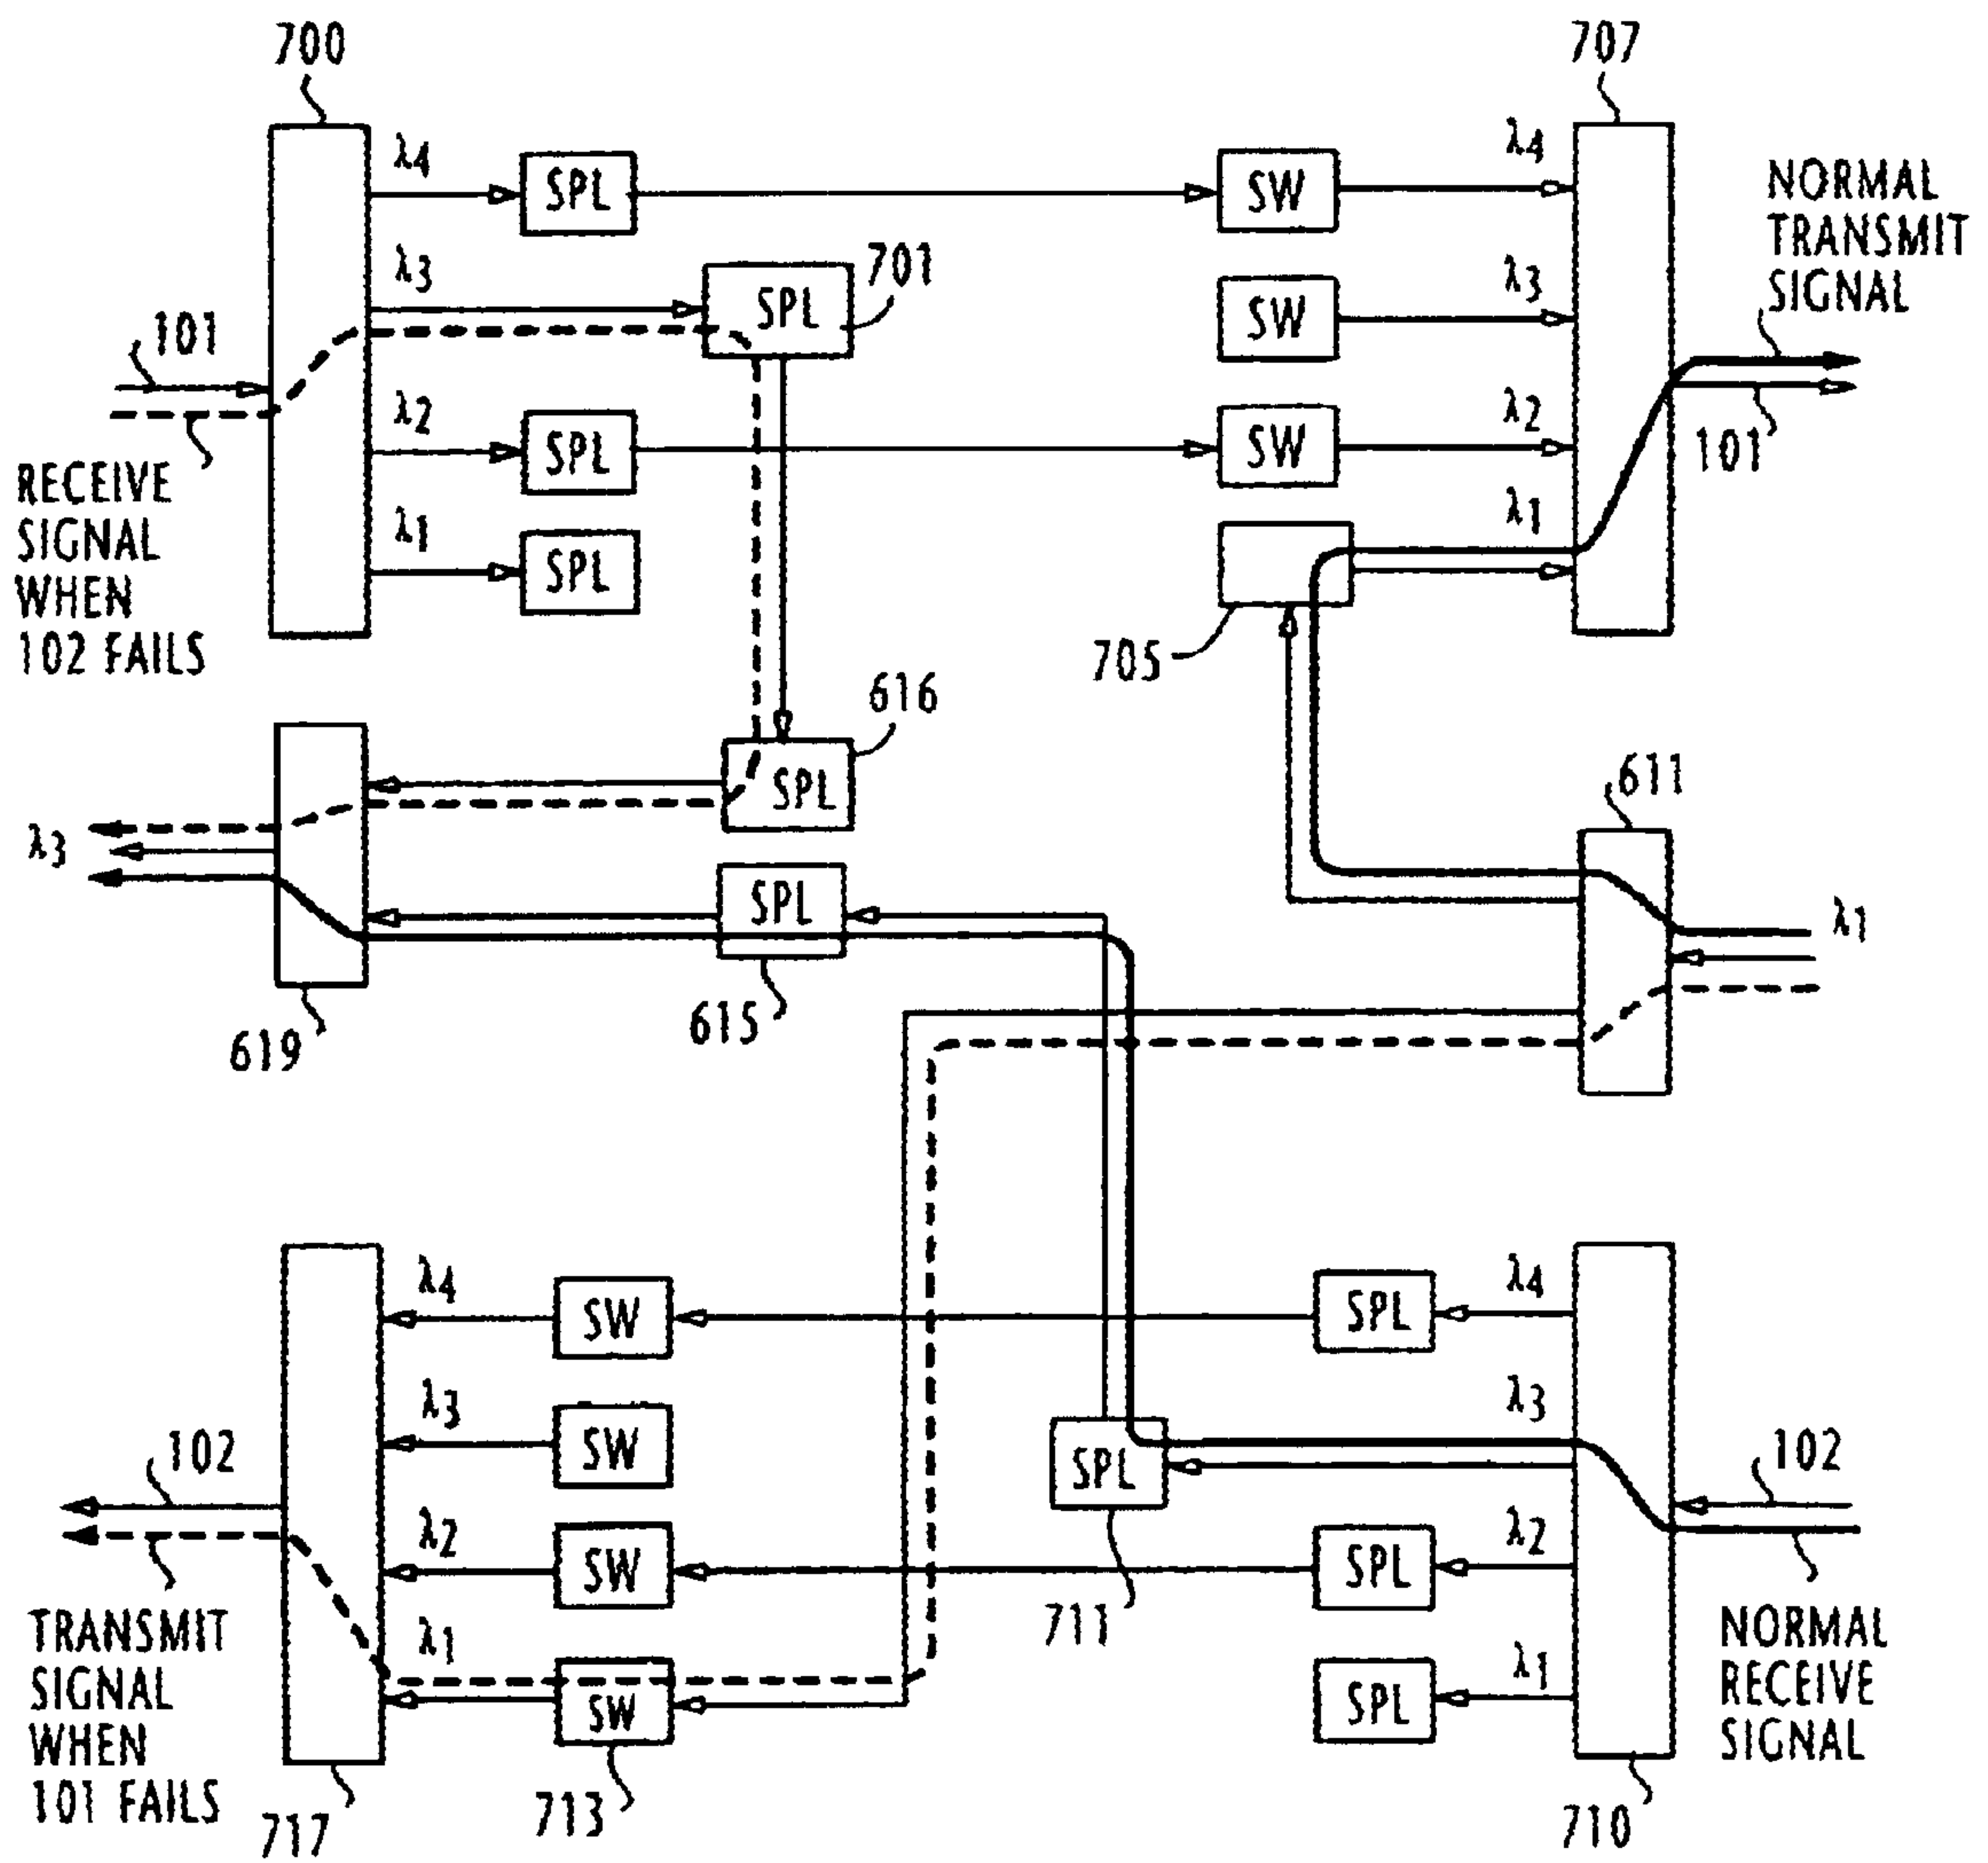 700
707
λ4
SPL
SW
λ4
NORMAL
TRANSMIT
SIGNAL
λ3
SPL
701
SW
λ3
101
λ2
SPL
SW
λ2
101
RECEIVE
SIGNAL
WHEN
102 FAILS
λ1
SPL
λ1
705
616
SPL
611
λ3
SPL
λ1
615
619
λ4
SW
SPL
λ4
λ3
SW
λ3
SPL
102
102
λ2
SW
SPL
λ2
711
TRANSMIT
SIGNAL
WHEN
101 FAILS
λ1
SW
SPL
λ1
NORMAL
RECEIVE
SIGNAL
717
713
710